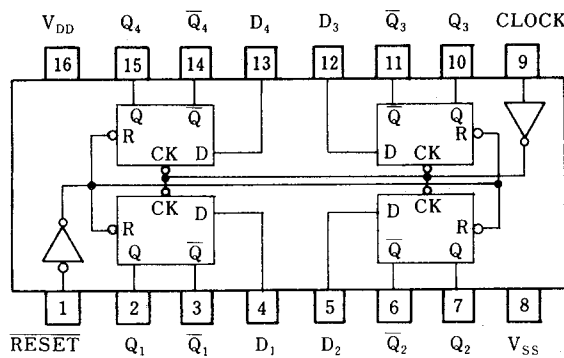 V_DD Q₄ Q̅₄ D₄ D₃ Q̅₃ Q₃ CLOCK
16 15 14 13 12 11 10 9
Q Q̅ Q̅ Q
R R
CK D D CK
CK D D CK
R R
Q Q̅ Q̅ Q
1 2 3 4 5 6 7 8
R̅E̅S̅E̅T̅ Q₁ Q̅₁ D₁ D₂ Q̅₂ Q₂ V_SS